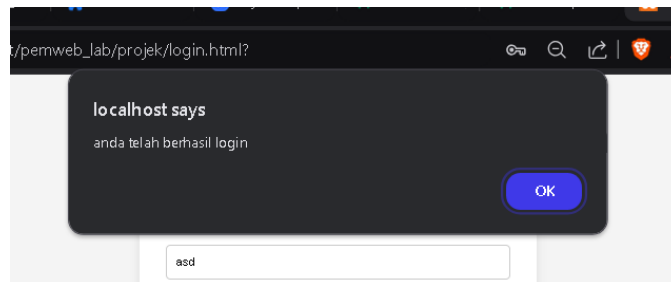 t/pemweb_lab/projek/login.html?
localhost says
anda telah berhasil login
OK
asd